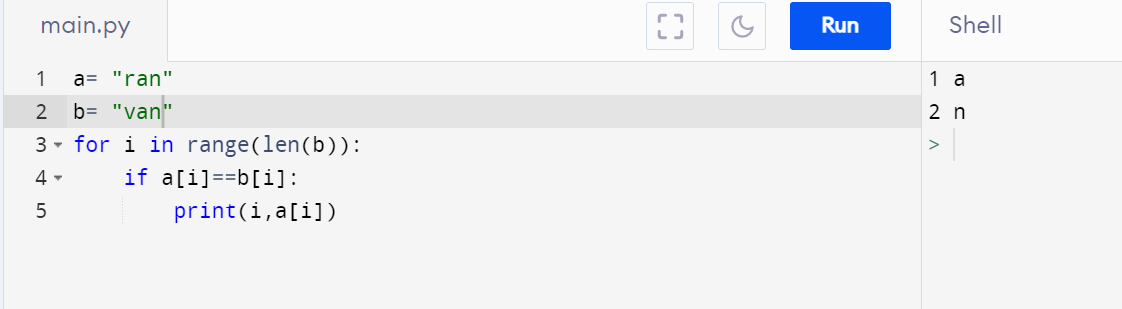 main.py Run Shell
1 a= "ran"
2 b= "van"
3 for i in range(len(b)):
4 if a[i]==b[i]:
5 print(i,a[i])
1 a
2 n
>